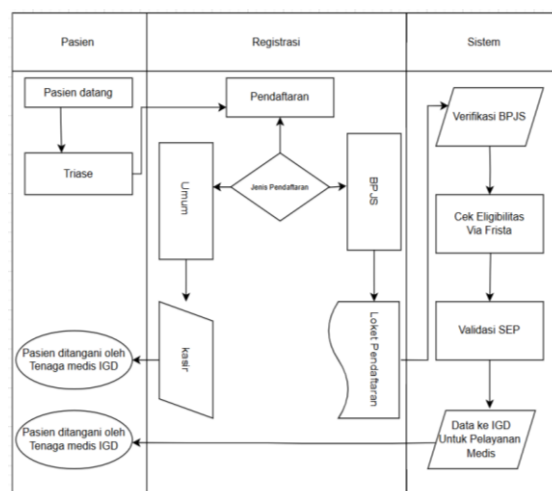 Pasien
Registrasi
Sistem
Pasien datang
Pendaftaran
Verifikasi BPJS
Triase
Umum
Jenis Pendaftaran
BPJS
Cek Eligibilitas
Via Frista
kasir
Loket Pendaftaran
Validasi SEP
Pasien ditangani oleh
Tenaga medis IGD
Pasien ditangani oleh
Tenaga medis IGD
Data ke IGD
Untuk Pelayanan
Medis